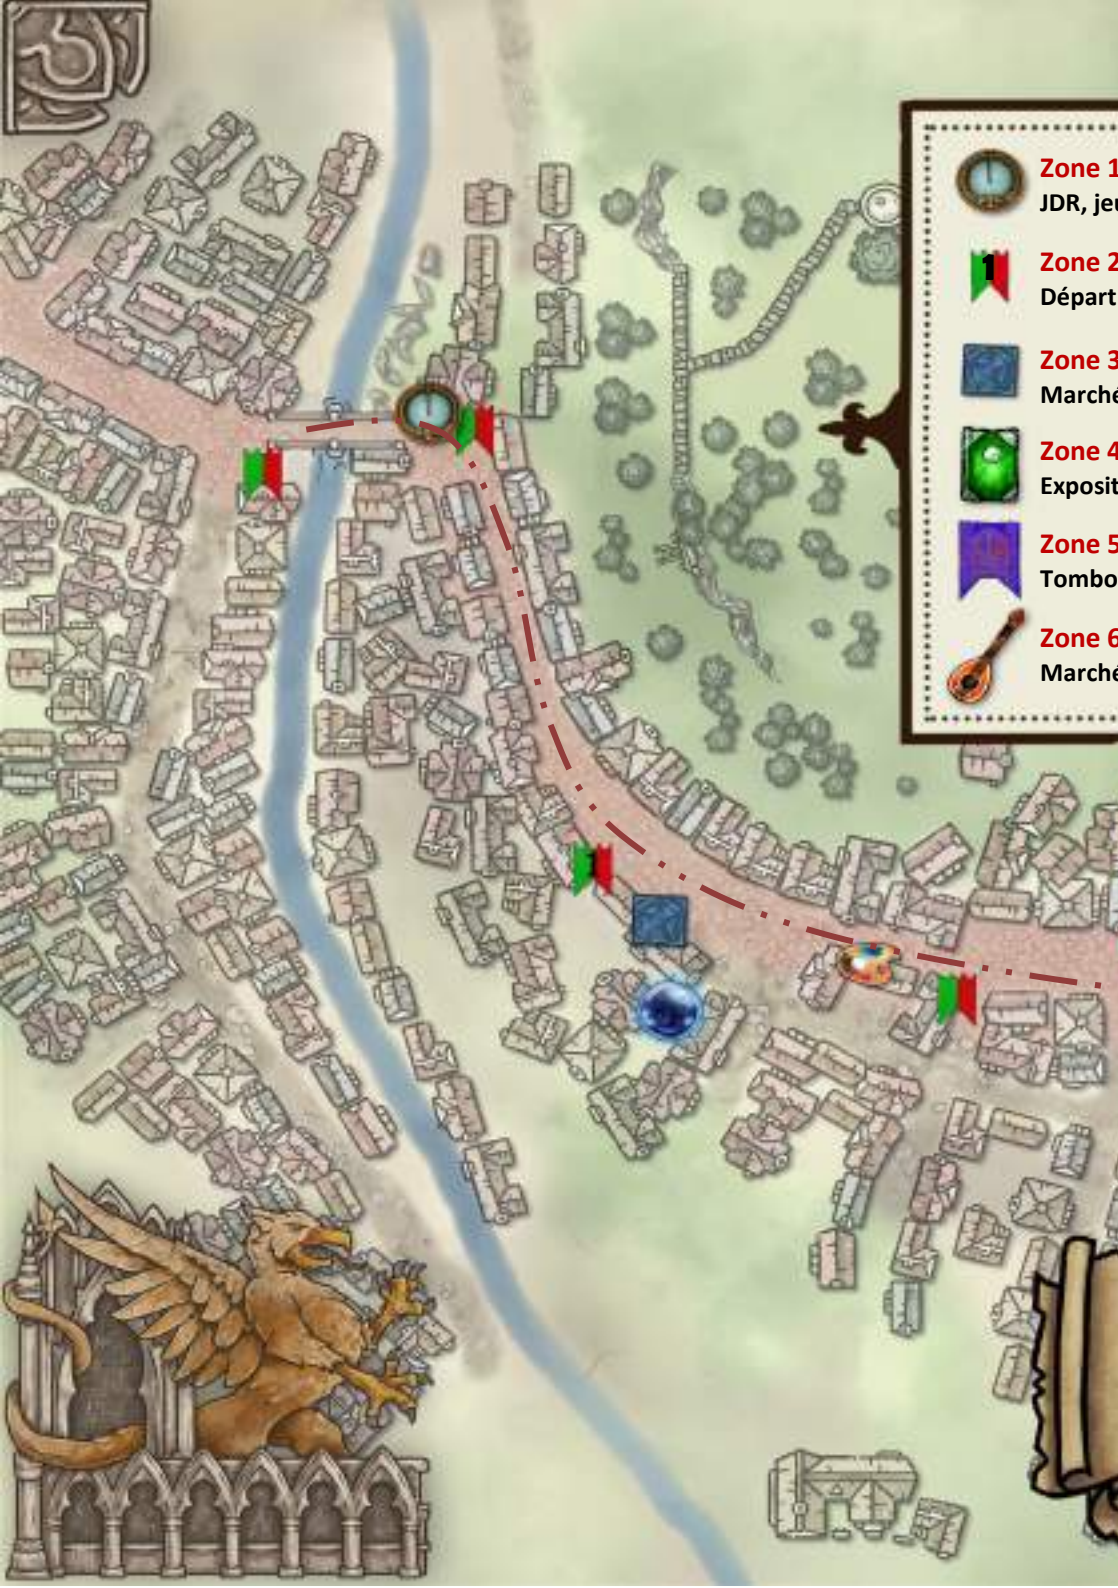 Zone 1
JDR, jeu
1
Zone 2
Départ
Zone 3
Marché
Zone 4
Exposit
Zone 5
Tombo
Zone 6
Marché